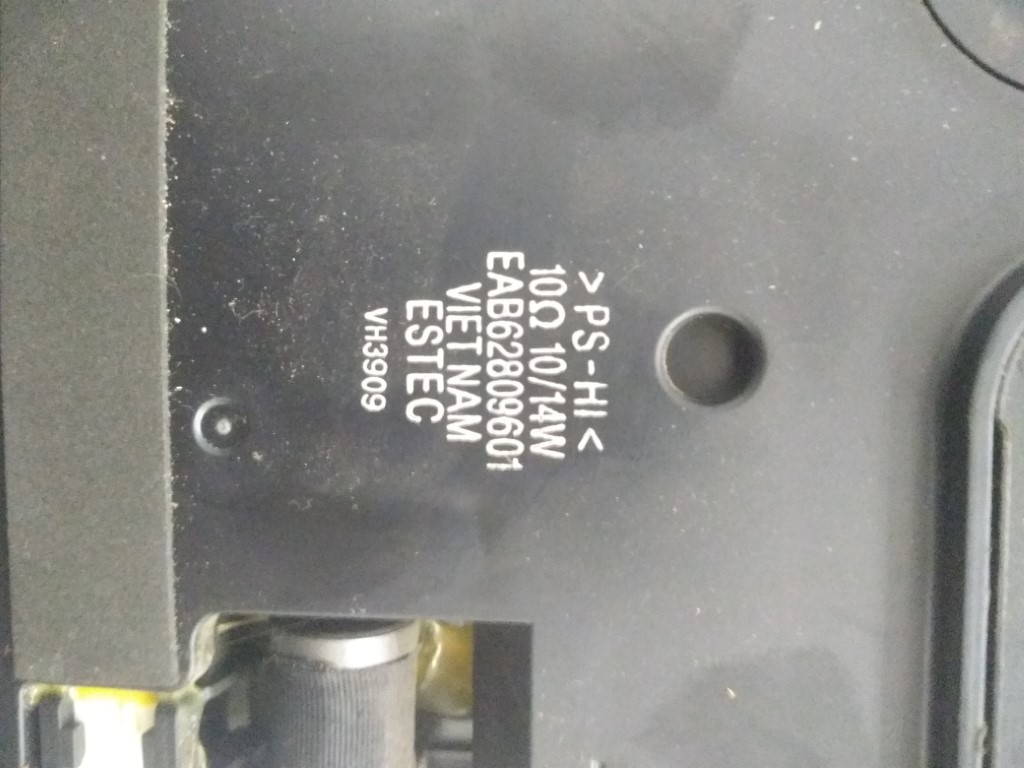 >PS-HI<
10Ω 10/14W
EAB62809601
VIETNAM
ESTEC
VH3909